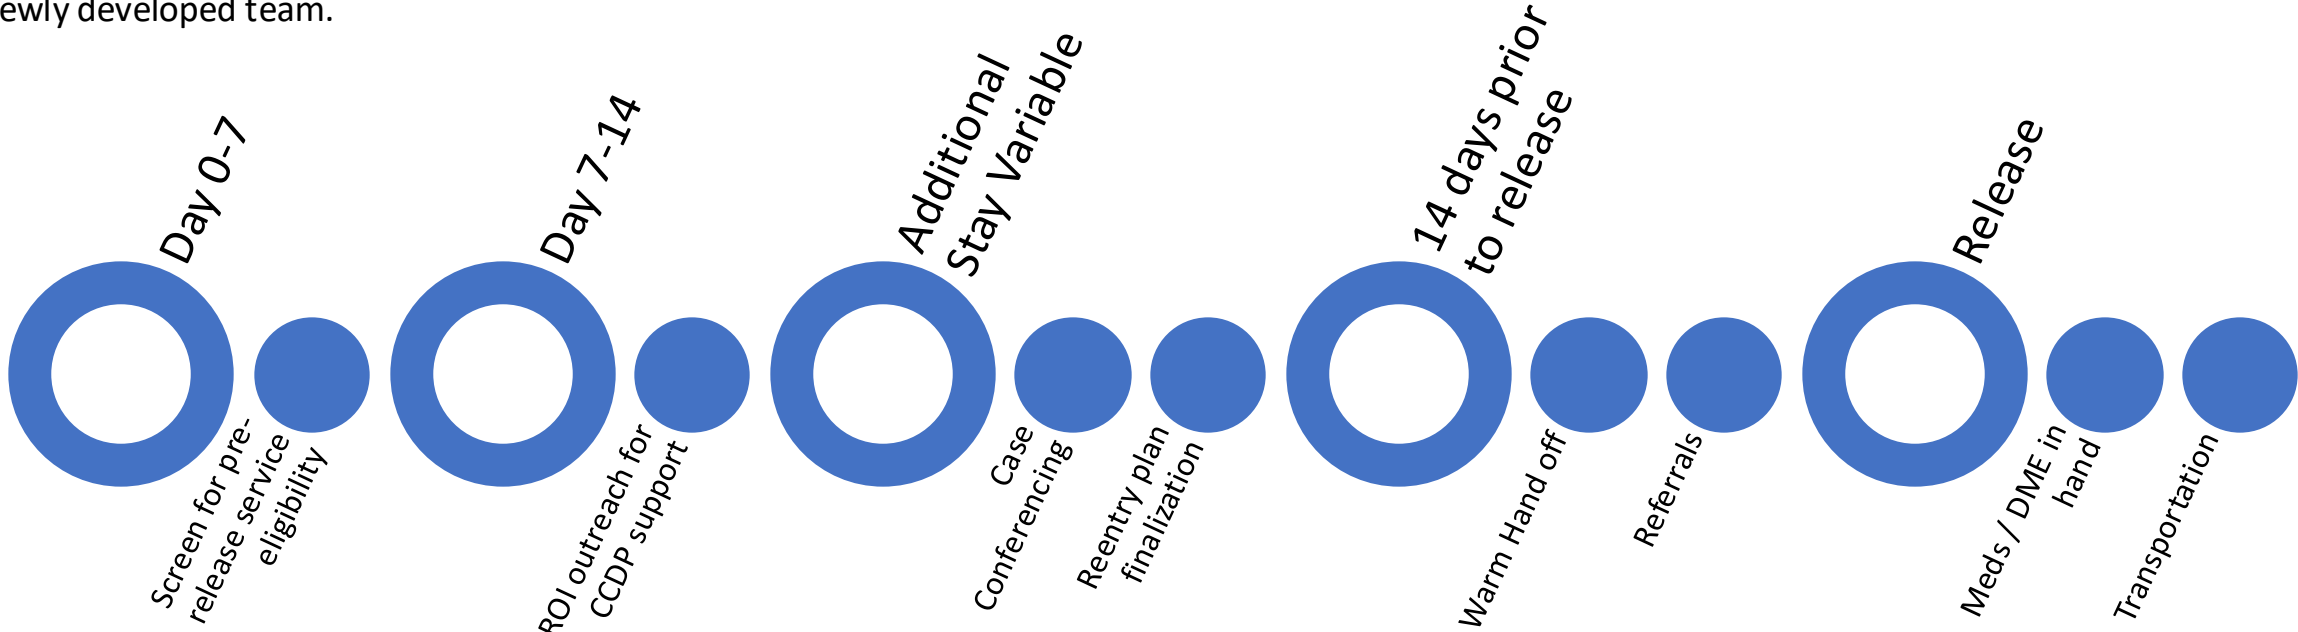 ewly developed team.
Day 0-7
Screen for pre-
release service
eligibility
Day 7-14
ROI outreach for
CCDP support
Additional
Stay Variable
Case
Conferencing
Reentry plan
finalization
14 days prior
to release
Warm Hand off
Referrals
Release
Meds / DME in
hand
Transportation